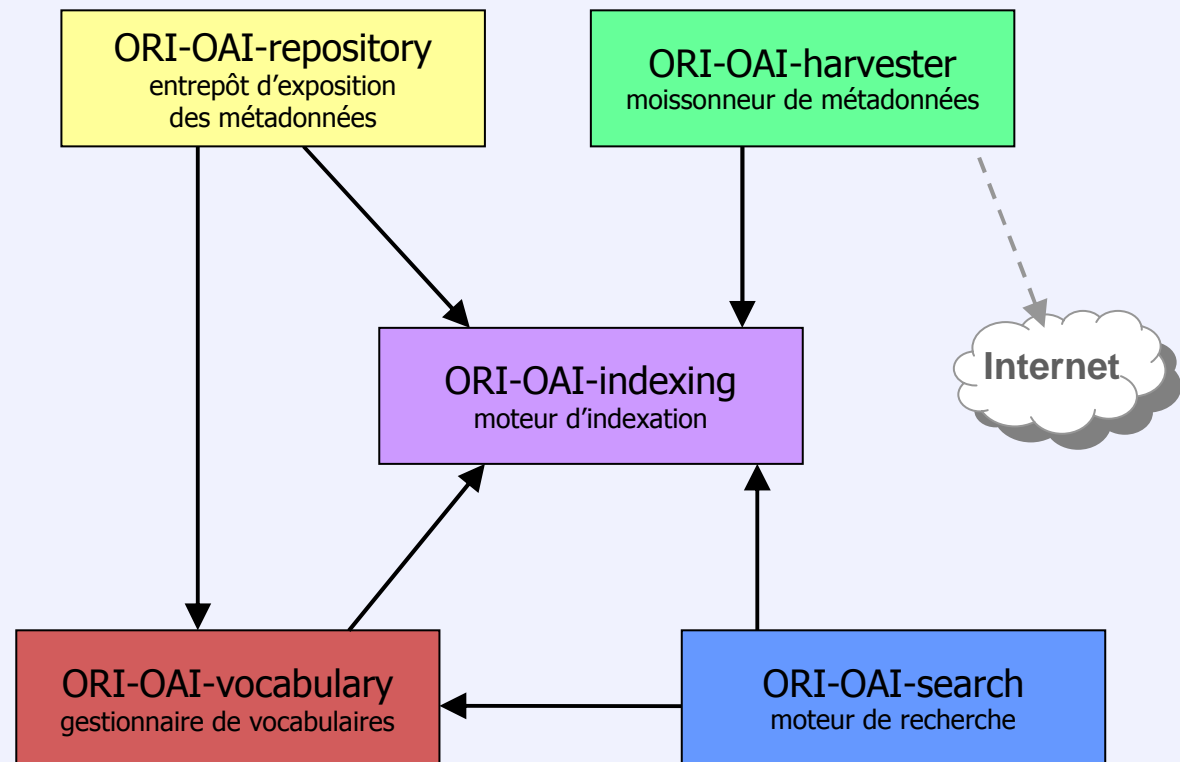 ORI-OAI-repository
entrepôt d’exposition
des métadonnées
ORI-OAI-harvester
moissonneur de métadonnées
ORI-OAI-indexing
moteur d’indexation
Internet
ORI-OAI-vocabulary
gestionnaire de vocabulaires
ORI-OAI-search
moteur de recherche